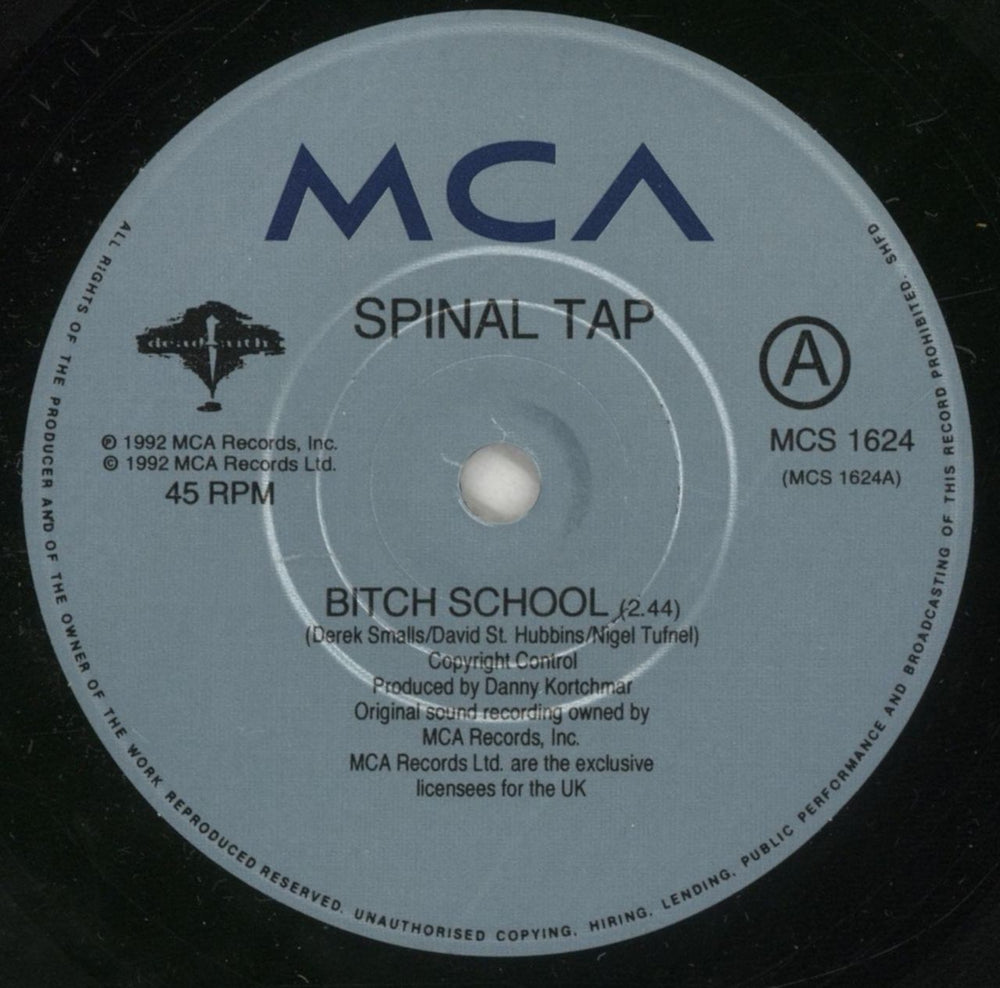 MCA
SPINAL TAP
dead faith
A
℗ 1992 MCA Records, Inc.
© 1992 MCA Records Ltd.
45 RPM
MCS 1624
(MCS 1624A)
BITCH SCHOOL (2.44)
(Derek Smalls/David St. Hubbins/Nigel Tufnel)
Copyright Control
Produced by Danny Kortchmar
Original sound recording owned by
MCA Records, Inc.
MCA Records Ltd. are the exclusive
licensees for the UK
ALL RIGHTS OF THE PRODUCER AND OF THE OWNER OF THE WORK REPRODUCED RESERVED. UNAUTHORISED COPYING, HIRING, LENDING, PUBLIC PERFORMANCE AND BROADCASTING OF THIS RECORD PROHIBITED. SHFD